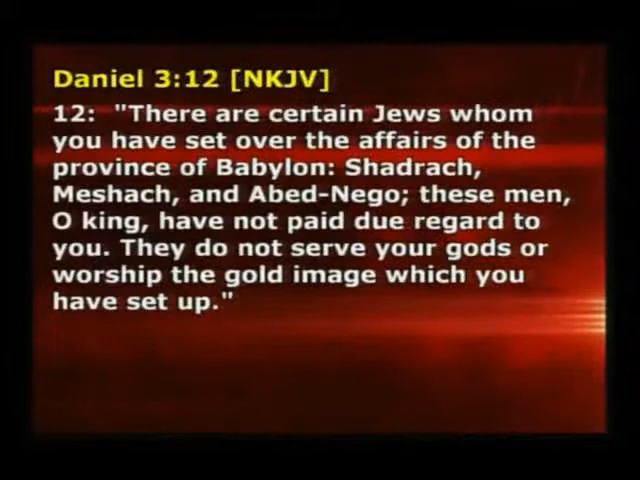 Daniel 3:12 [NKJV]
12:  "There are certain Jews whom
you have set over the affairs of the
province of Babylon: Shadrach,
Meshach, and Abed-Nego; these men,
O king, have not paid due regard to
you. They do not serve your gods or
worship the gold image which you
have set up."